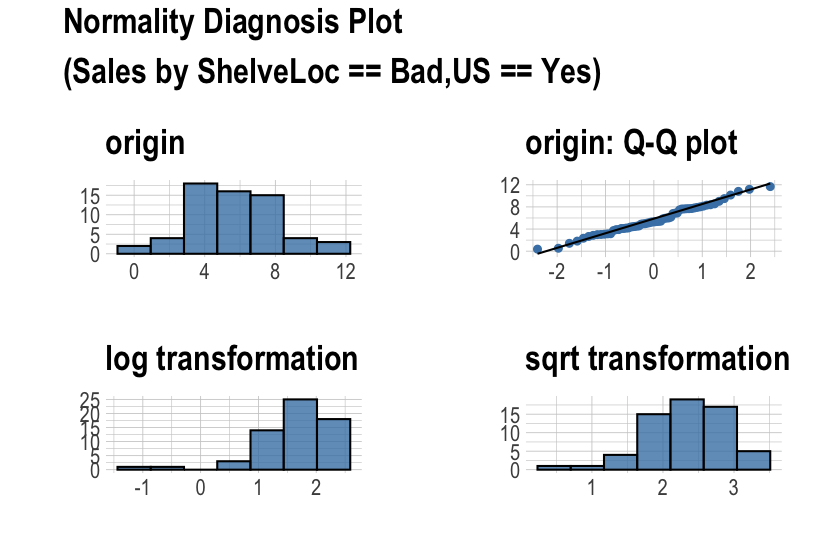 Normality Diagnosis Plot
(Sales by ShelveLoc == Bad,US == Yes)
origin
15
10
5
0
0 4 8 12
origin: Q-Q plot
12
8
4
0
-2 -1 0 1 2
log transformation
25
20
15
10
5
0
-1 0 1 2
sqrt transformation
15
10
5
0
1 2 3